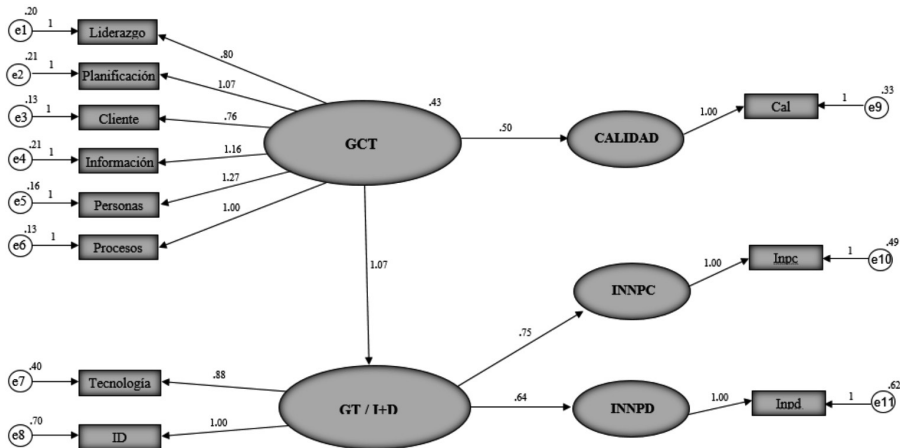 .20
e1 1 Liderazgo
.80
.21
e2 1 Planificación
1.07
.13
e3 1 Cliente
.76
.21
e4 1 Información
1.16
.16
e5 1 Personas
1.27
.13
e6 1 Procesos
1.00
GCT
.43
.50
CALIDAD
1.00
Cal
1
.33
e9
1.07
INNPC
1.00
Inpc
1
.49
e10
.75
.40
e7 Tecnología
.88
.70
e8 ID
1.00
GT / I+D
.64
INNPD
1.00
Inpd
1
.62
e11